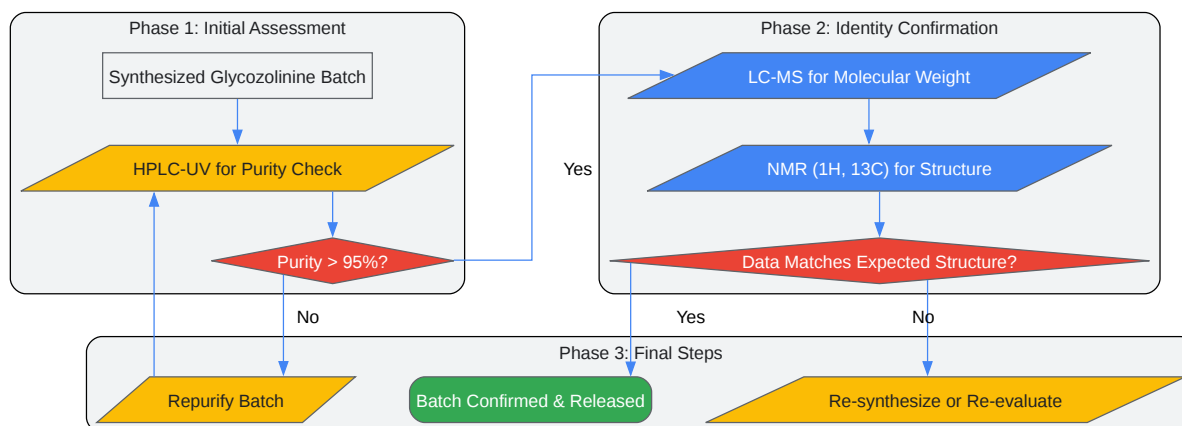 Phase 1: Initial Assessment
Synthesized Glycozolinine Batch
HPLC-UV for Purity Check
Purity > 95%?
Yes
No
Phase 2: Identity Confirmation
LC-MS for Molecular Weight
NMR (1H, 13C) for Structure
Data Matches Expected Structure?
Yes
No
Phase 3: Final Steps
Repurify Batch
Batch Confirmed & Released
Re-synthesize or Re-evaluate